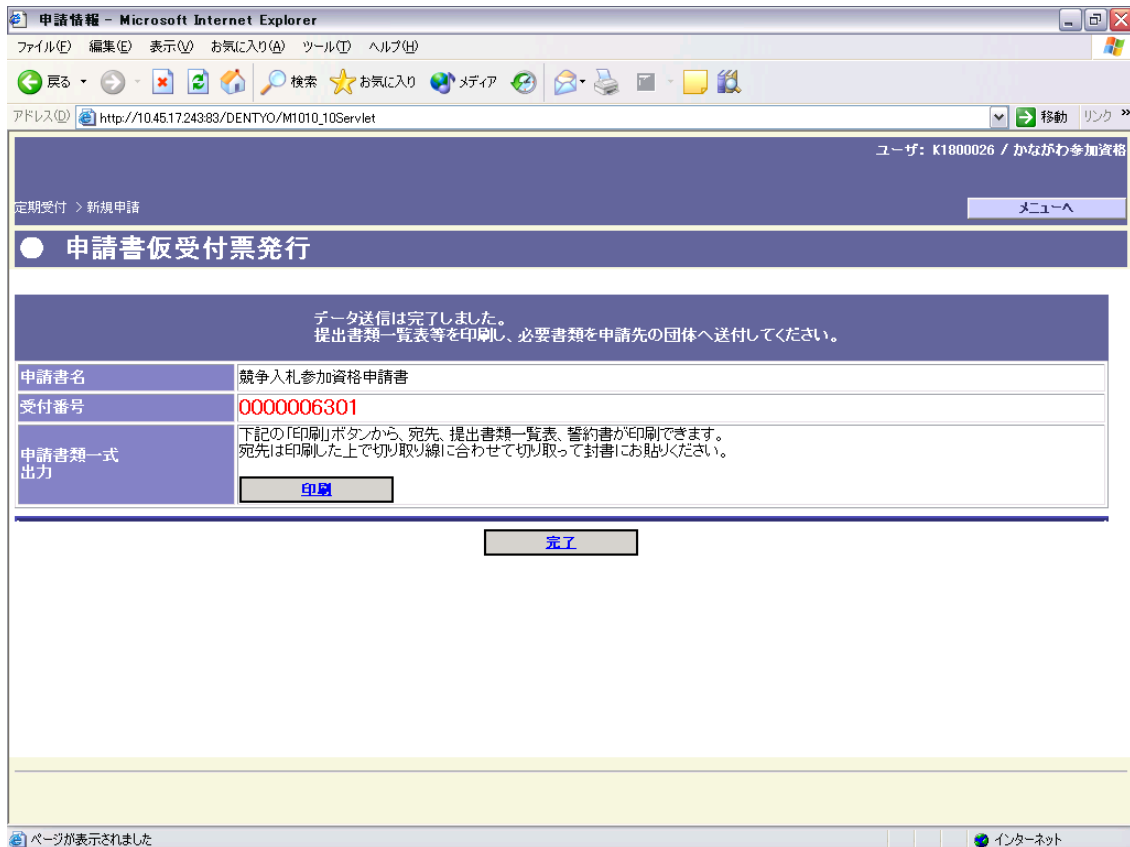 申請情報 - Microsoft Internet Explorer
ファイル(F) 編集(E) 表示(V) お気に入り(A) ツール(T) ヘルプ(H)
戻る 検索 お気に入り メディア
アドレス(D) http://10.45.17.243:83/DENTYO/M1010_10Servlet 移動 リンク »
ユーザ: K1800026 / かながわ参加資格
定期受付 > 新規申請 メニューへ
● 申請書仮受付票発行
データ送信は完了しました。
提出書類一覧表等を印刷し、必要書類を申請先の団体へ送付してください。
申請書名 競争入札参加資格申請書
受付番号 0000006301
申請書類一式
出力
下記の「印刷」ボタンから、宛先、提出書類一覧表、誓約書が印刷できます。
宛先は印刷した上で切り取り線に合わせて切り取って封書にお貼りください。
印刷
完了
ページが表示されました インターネット